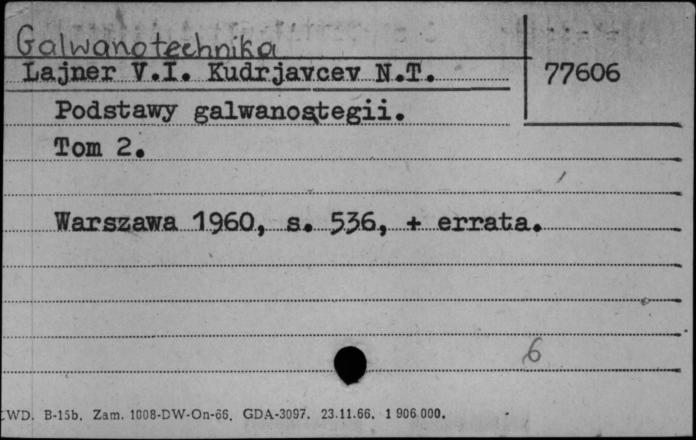 Galwanotechnika
Lajner V.I. Kudrjavcev N.T.
77606
Podstawy galwanostegii.
Tom 2.
Warszawa 1960, s. 536, + errata.
6
WD. B-15b. Zam. 1008-DW-On-66. GDA-3097. 23.11.66. 1 906 000.